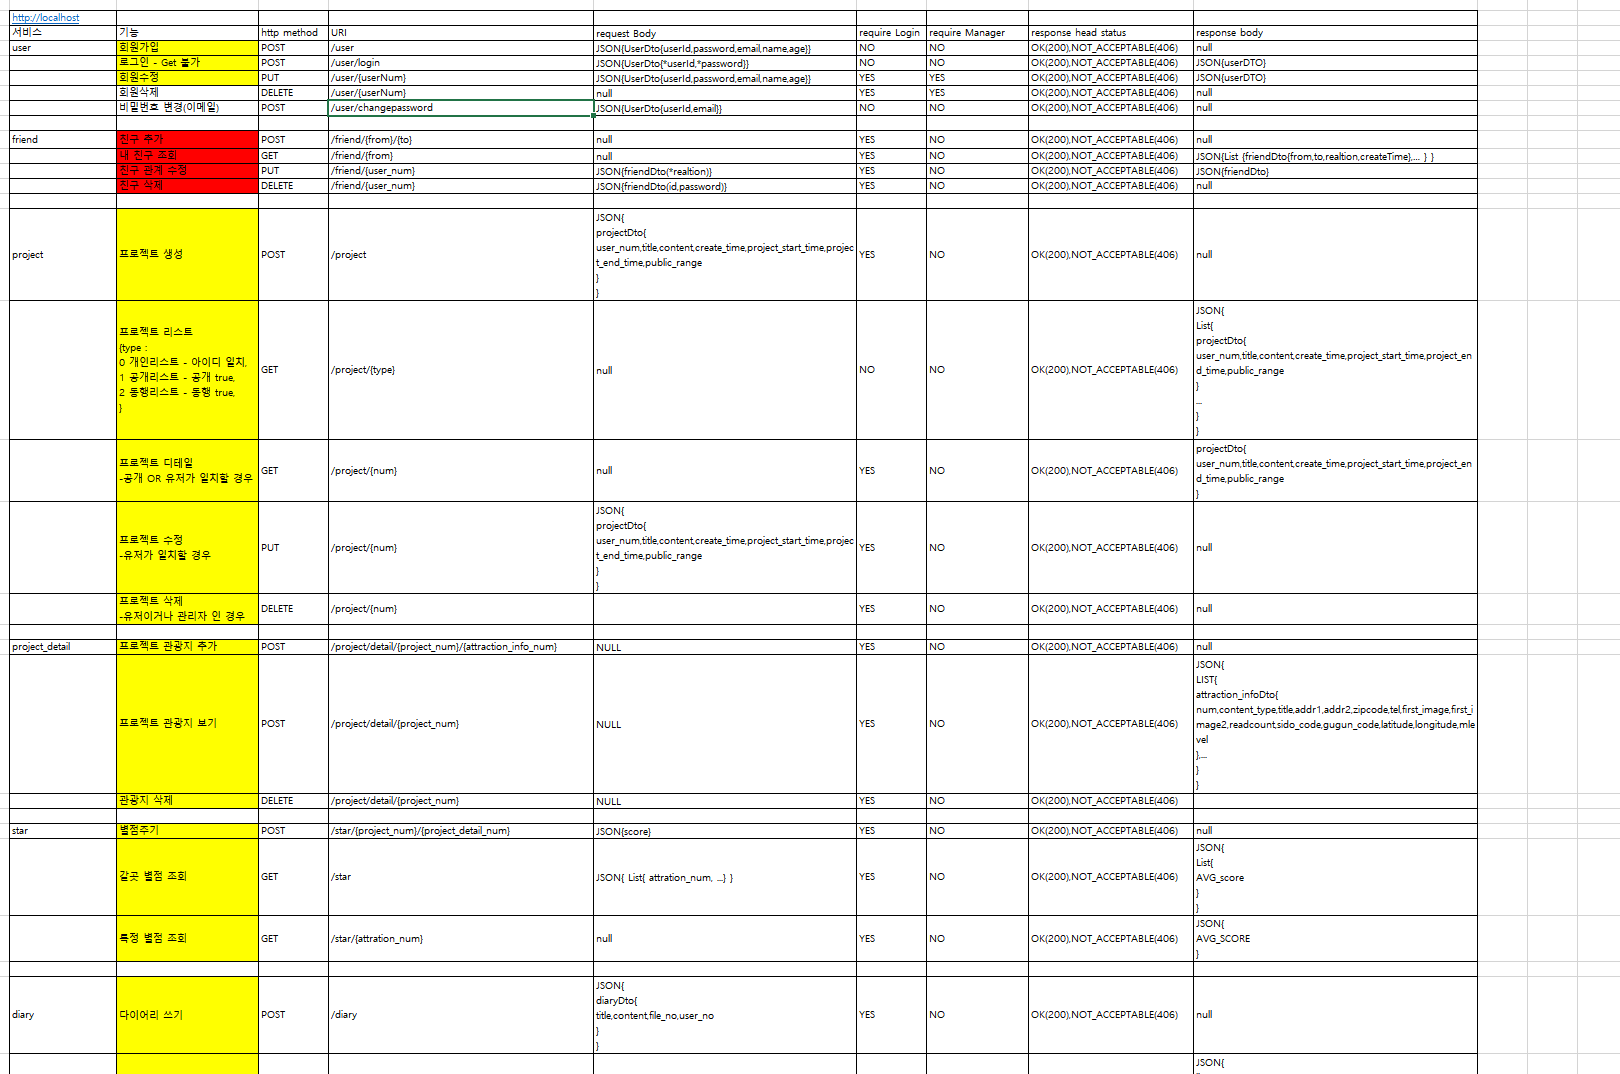 http://localhost
서비스 기능 http method URI request Body require Login require Manager response head status response body
user 회원가입 POST /user JSON{UserDto{userId,password,email,name,age}} NO NO OK(200),NOT_ACCEPTABLE(406) null
로그인 - Get 불가 POST /user/login JSON{UserDto{*userId,*password}} NO NO OK(200),NOT_ACCEPTABLE(406) JSON{userDTO}
회원수정 PUT /user/{userNum} JSON{UserDto{userId,password,email,name,age}} YES YES OK(200),NOT_ACCEPTABLE(406) JSON{userDTO}
회원삭제 DELETE /user/{userNum} null YES YES OK(200),NOT_ACCEPTABLE(406) null
비밀번호 변경(이메일) POST /user/changepassword JSON{UserDto{userId,email}} NO NO OK(200),NOT_ACCEPTABLE(406) null
friend 친구 추가 POST /friend/{from}/{to} null YES NO OK(200),NOT_ACCEPTABLE(406) null
내 친구 조회 GET /friend/{from} null YES NO OK(200),NOT_ACCEPTABLE(406) JSON{List {friendDto{from,to,realtion,createTime},... } }
친구 관계 수정 PUT /friend/{user_num} JSON{friendDto(*realtion)} YES NO OK(200),NOT_ACCEPTABLE(406) JSON{friendDto}
친구 삭제 DELETE /friend/{user_num} JSON{friendDto(id,password)} YES NO OK(200),NOT_ACCEPTABLE(406) null
project 프로젝트 생성 POST /project
JSON{
projectDto{
user_num,title,content,create_time,project_start_time,projec
t_end_time,public_range
}
}
YES NO OK(200),NOT_ACCEPTABLE(406) null
프로젝트 리스트
{type :
0 개인리스트 - 아이디 일치,
1 공개리스트 - 공개 true,
2 동행리스트 - 동행 true,
}
GET /project/{type} null NO NO OK(200),NOT_ACCEPTABLE(406)
JSON{
List{
projectDto{
user_num,title,content,create_time,project_start_time,project_en
d_time,public_range
}
...
}
}
프로젝트 디테일
-공개 OR 유저가 일치할 경우
GET /project/{num} null YES NO OK(200),NOT_ACCEPTABLE(406)
projectDto{
user_num,title,content,create_time,project_start_time,project_en
d_time,public_range
}
프로젝트 수정
-유저가 일치할 경우
PUT /project/{num}
JSON{
projectDto{
user_num,title,content,create_time,project_start_time,projec
t_end_time,public_range
}
}
YES NO OK(200),NOT_ACCEPTABLE(406) null
프로젝트 삭제
-유저이거나 관리자 인 경우
DELETE /project/{num} YES NO OK(200),NOT_ACCEPTABLE(406) null
project_detail 프로젝트 관광지 추가 POST /project/detail/{project_num}/{attraction_info_num} NULL YES NO OK(200),NOT_ACCEPTABLE(406) null
프로젝트 관광지 보기 POST /project/detail/{project_num} NULL YES NO OK(200),NOT_ACCEPTABLE(406)
JSON{
LIST{
attraction_infoDto{
num,content_type,title,addr1,addr2,zipcode,tel,first_image,first_i
mage2,readcount,sido_code,gugun_code,latitude,longitude,mle
vel
},...
}
}
관광지 삭제 DELETE /project/detail/{project_num} NULL YES NO OK(200),NOT_ACCEPTABLE(406)
star 별점주기 POST /star/{project_num}/{project_detail_num} JSON{score} YES NO OK(200),NOT_ACCEPTABLE(406) null
갈곳 별점 조회 GET /star JSON{ List{ attration_num, ...} } YES NO OK(200),NOT_ACCEPTABLE(406)
JSON{
List{
AVG_score
}
}
특정 별점 조회 GET /star/{attration_num} null YES NO OK(200),NOT_ACCEPTABLE(406)
JSON{
AVG_SCORE
}
diary 다이어리 쓰기 POST /diary
JSON{
diaryDto{
title,content,file_no,user_no
}
}
YES NO OK(200),NOT_ACCEPTABLE(406) null
JSON{